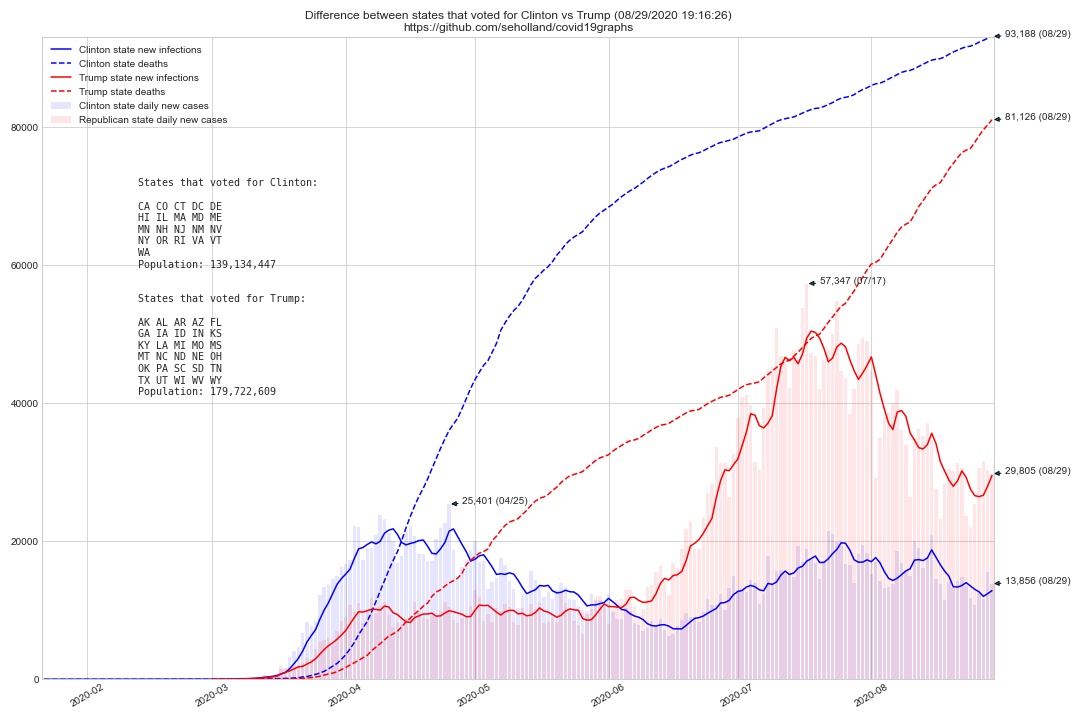 Difference between states that voted for Clinton vs Trump (08/29/2020 19:16:26)
https://github.com/seholland/covid19graphs
Clinton state new infections
Clinton state deaths
Trump state new infections
Trump state deaths
Clinton state daily new cases
Republican state daily new cases
States that voted for Clinton:
CA CO CT DC DE
HI IL MA MD ME
MN NH NJ NM NV
NY OR RI VA VT
WA
Population: 139,134,447
States that voted for Trump:
AK AL AR AZ FL
GA IA ID IN KS
KY LA MI MO MS
MT NC ND NE OH
OK PA SC SD TN
TX UT WI WV WY
Population: 179,722,609
93,188 (08/29)
81,126 (08/29)
57,347 (07/17)
29,805 (08/29)
25,401 (04/25)
13,856 (08/29)
80000
60000
40000
20000
0
2020-02
2020-03
2020-04
2020-05
2020-06
2020-07
2020-08